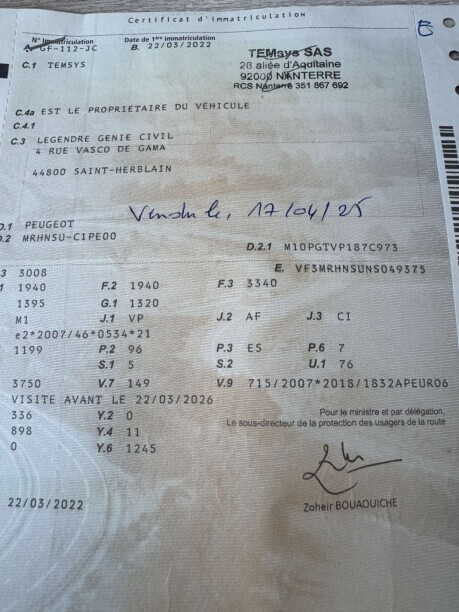 Certificat d'immatriculation
N° Immatriculation
A. GF-112-JC
Date de 1ère immatriculation
B. 22/03/2022
TEMsys SAS
28 allée d'Aquitaine
92000 NANTERRE
RCS Nanterre 351 867 692
B
C.1 TEMSYS
C.4a EST LE PROPRIÉTAIRE DU VÉHICULE
C.4.1
C.3 LEGENDRE GENIE CIVIL
4 RUE VASCO DE GAMA
44800 SAINT-HERBLAIN
Vendu le, 17/04/25
D.1 PEUGEOT
D.2 MRHNSU-C1PE00 D.2.1 M10PGTVP187C973
3 3008 E. VF3MRHNSUNS049375
1 1940 F.2 1940 F.3 3340
1395 G.1 1320
M1 J.1 VP J.2 AF J.3 CI
e2*2007/46*0534*21
1199 P.2 96 P.3 ES P.6 7
S.1 5 S.2 U.1 76
3750 V.7 149 V.9 715/2007*2018/1832APEURO6
VISITE AVANT LE 22/03/2026
336 Y.2 0
898 Y.4 11
0 Y.6 1245
Pour le ministre et par délégation,
Le sous-directeur de la protection des usagers de la route
22/03/2022
Zoheir BOUAOUICHE